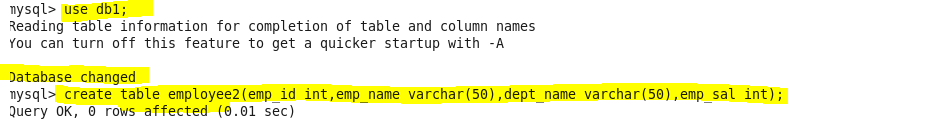 mysql> use db1;
Reading table information for completion of table and column names
You can turn off this feature to get a quicker startup with -A
Database changed
mysql> create table employee2(emp_id int,emp_name varchar(50),dept_name varchar(50),emp_sal int);
Query OK, 0 rows affected (0.01 sec)